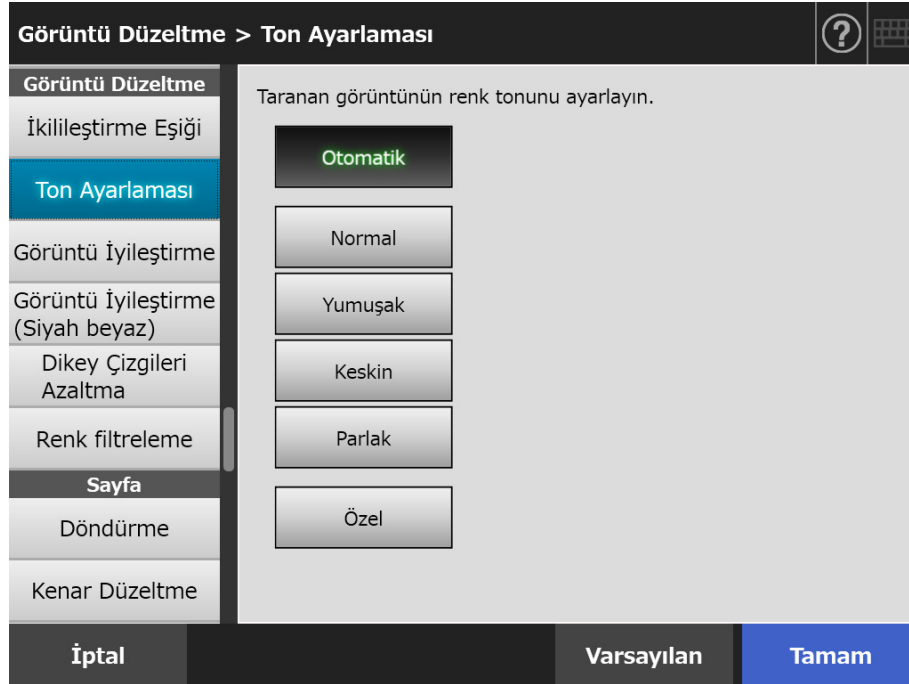 Görüntü Düzeltme > Ton Ayarlaması
?
Görüntü Düzeltme
İkilileştirme Eşiği
Ton Ayarlaması
Görüntü İyileştirme
Görüntü İyileştirme
(Siyah beyaz)
Dikey Çizgileri
Azaltma
Renk filtreleme
Sayfa
Döndürme
Kenar Düzeltme
Taranan görüntünün renk tonunu ayarlayın.
Otomatik
Normal
Yumuşak
Keskin
Parlak
Özel
İptal
Varsayılan
Tamam